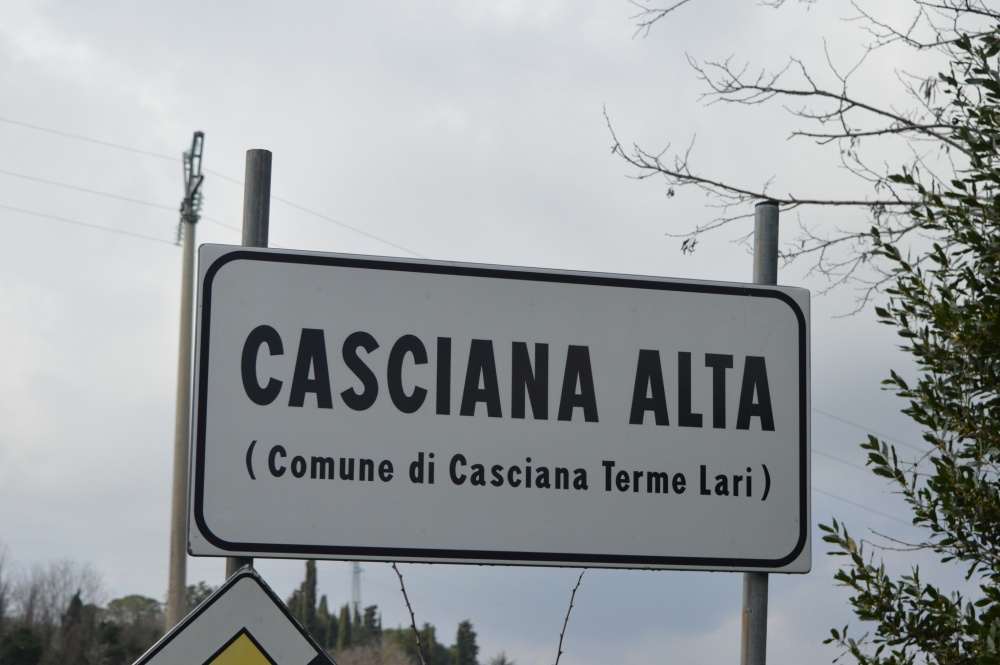 CASCIANA ALTA
(Comune di Casciana Terme Lari)